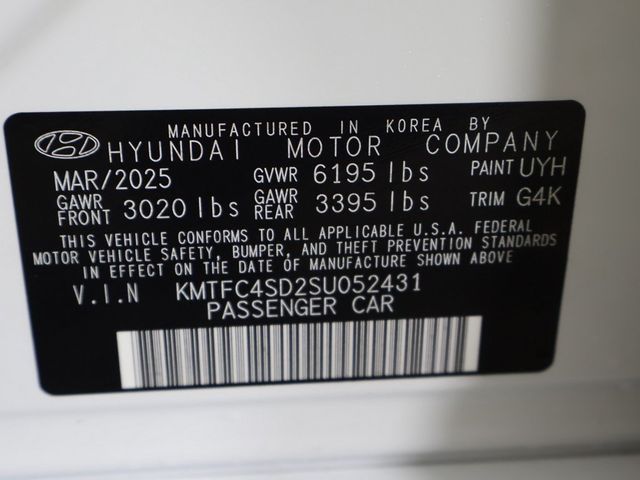 MANUFACTURED IN KOREA BY
HYUNDAI MOTOR COMPANY
MAR/2025 GVWR 6195 lbs PAINT UYH
GAWR FRONT 3020 lbs GAWR REAR 3395 lbs TRIM G4K
THIS VEHICLE CONFORMS TO ALL APPLICABLE U.S.A. FEDERAL
MOTOR VEHICLE SAFETY, BUMPER, AND THEFT PREVENTION STANDARDS
IN EFFECT ON THE DATE OF MANUFACTURE SHOWN ABOVE
V.I.N KMTFC4SD2SU052431
PASSENGER CAR